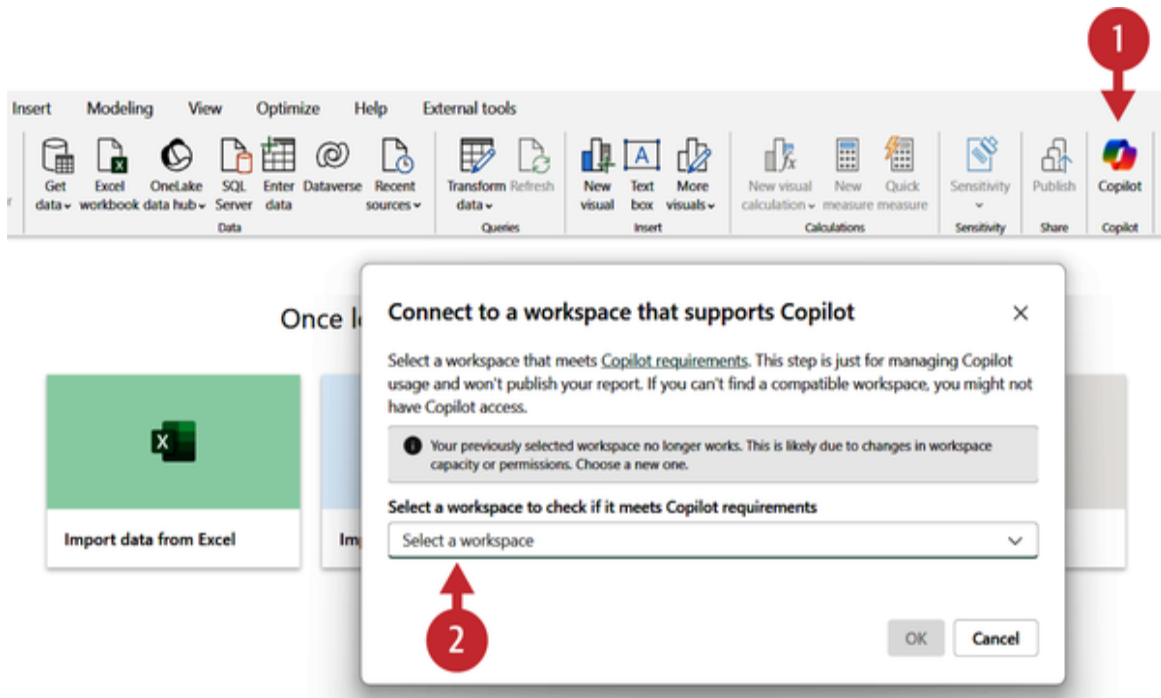 1
Insert Modeling View Optimize Help External tools
Get data Excel workbook OneLake data hub SQL Server Enter data Dataverse Recent sources Transform data Refresh New visual Text box More visuals New visual calculation New measure Quick measure Sensitivity Publish Copilot
Data Queries Insert Calculations Sensitivity Share Copilot
Once l
Connect to a workspace that supports Copilot
Select a workspace that meets Copilot requirements. This step is just for managing Copilot
usage and won't publish your report. If you can't find a compatible workspace, you might not
have Copilot access.
Your previously selected workspace no longer works. This is likely due to changes in workspace
capacity or permissions. Choose a new one.
Select a workspace to check if it meets Copilot requirements
Select a workspace
Import data from Excel
Im
2
OK Cancel